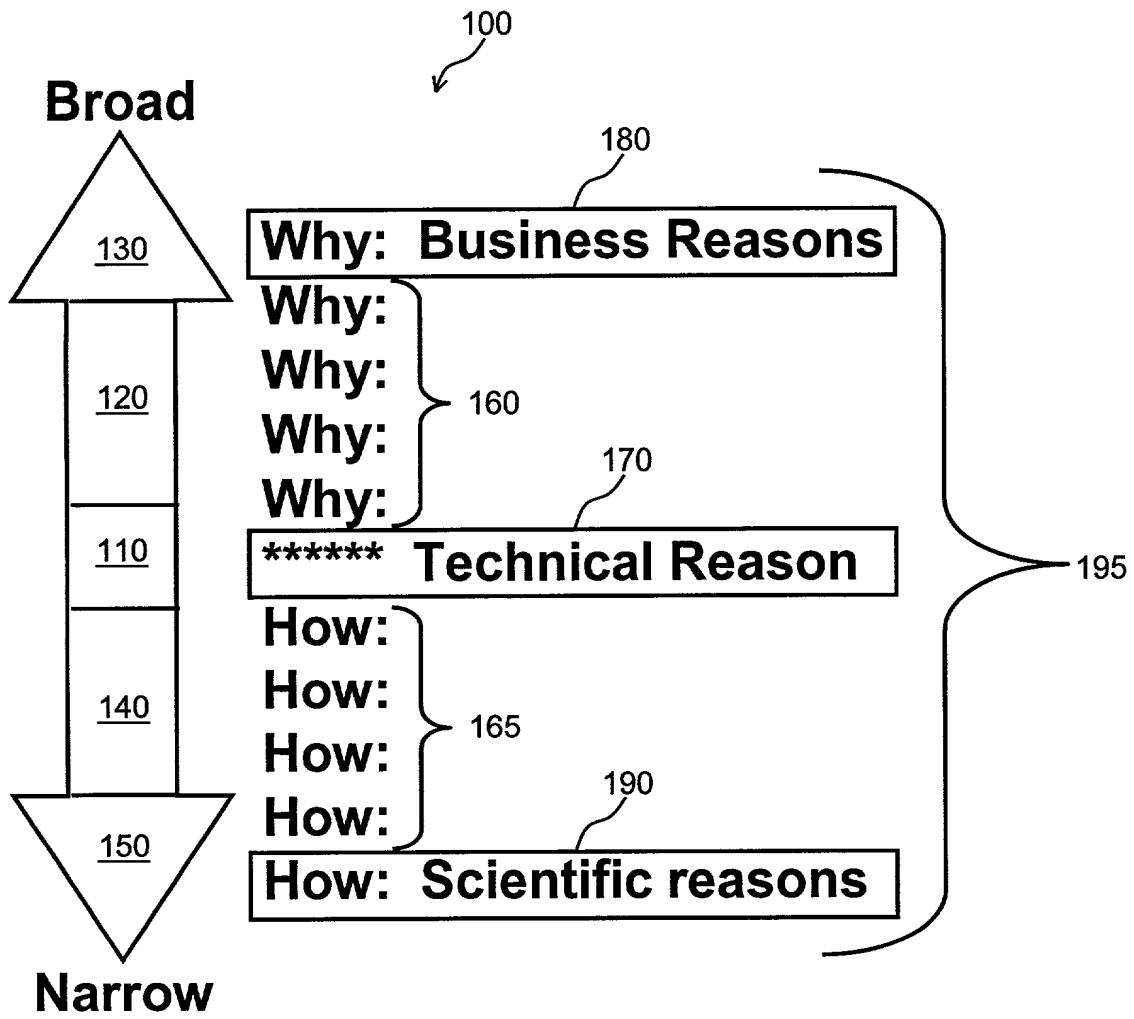 100
Broad
180
130
Why: Business Reasons
Why:
Why:
120
160
Why:
170
Why:
110
****** Technical Reason
195
How:
How:
140
165
How:
190
How:
150
How: Scientific reasons
Narrow